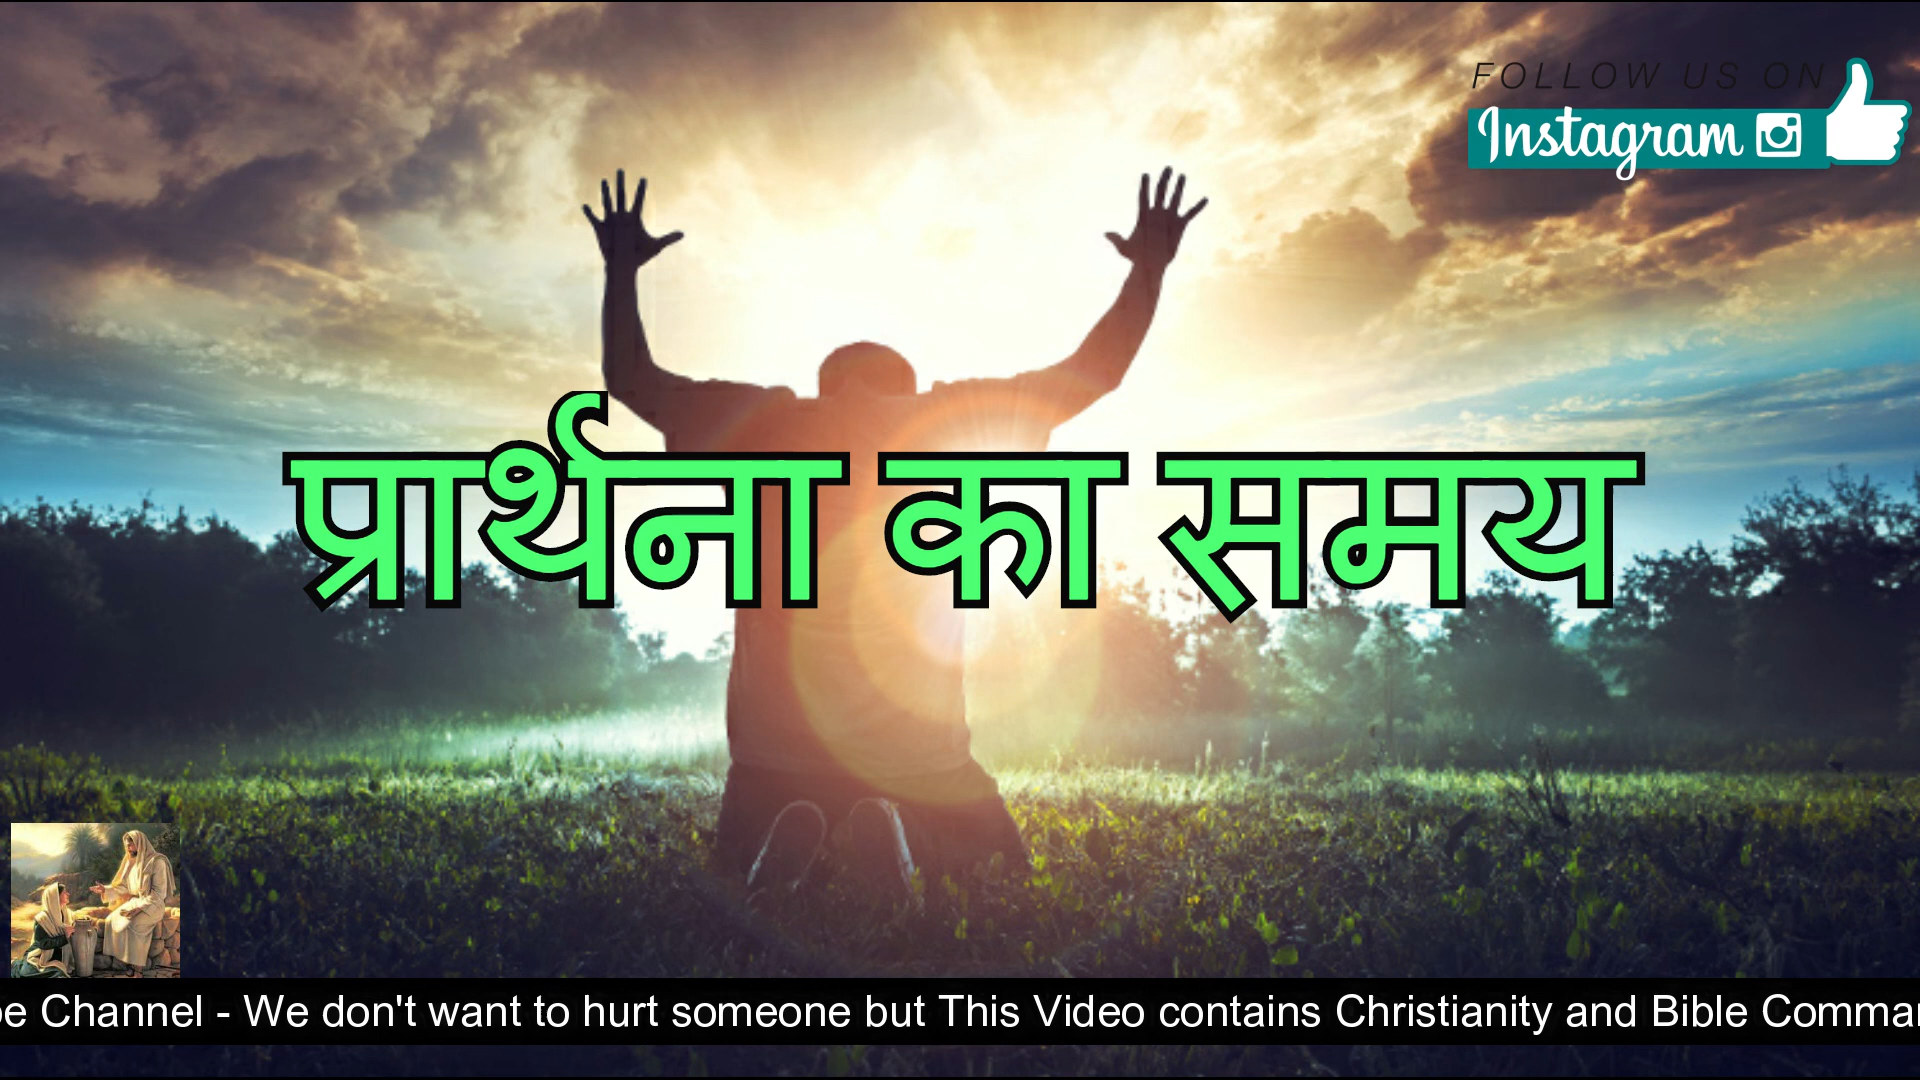 FOLLOW US ON
Instagram
प्रार्थना का समय
Channel - We don't want to hurt someone but This Video contains Christianity and Bible